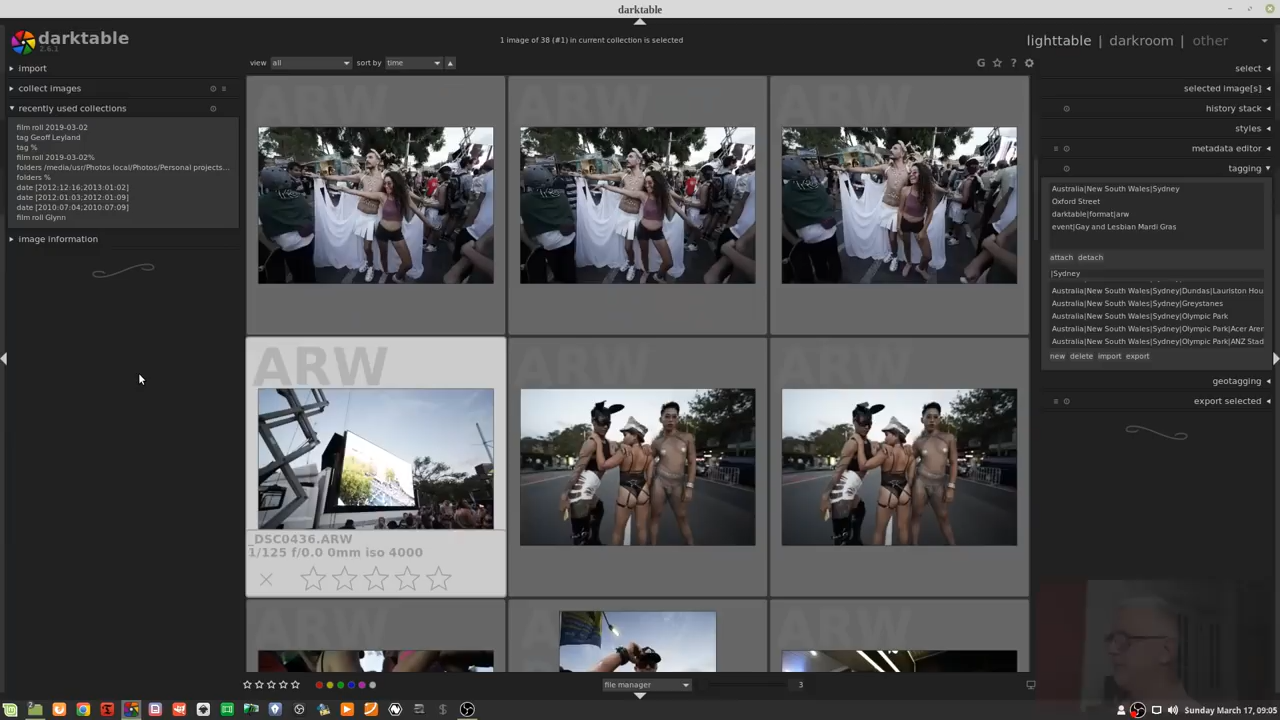 darktable
darktable
2.6.1
1 image of 38 (#1) in current collection is selected
lighttable | darkroom | other
import
collect images
recently used collections
film roll 2019-03-02
tag Geoff Leyland
tag %
film roll 2019-03-02%
folders /media/usr/Photos local/Photos/Personal projects...
folders %
date [2012:12:16;2013:01:02]
date [2012:01:03;2012:01:09]
date [2010:07:04;2010:07:09]
film roll Glynn
image information
view all sort by time
G ?
ARW
ARW
ARW
ARW
ARW
ARW
_DSC0436.ARW
1/125 f/0.0 0mm iso 4000
ARW
ARW
select
selected image[s]
history stack
styles
metadata editor
tagging
Australia|New South Wales|Sydney
Oxford Street
darktable|format|arw
event|Gay and Lesbian Mardi Gras
attach detach
|Sydney
Australia|New South Wales|Sydney|Dundas|Lauriston Hou
Australia|New South Wales|Sydney|Greystanes
Australia|New South Wales|Sydney|Olympic Park
Australia|New South Wales|Sydney|Olympic Park|Acer Aren
Australia|New South Wales|Sydney|Olympic Park|ANZ Stad
new delete import export
geotagging
export selected
file manager 3
Sunday March 17, 09:05